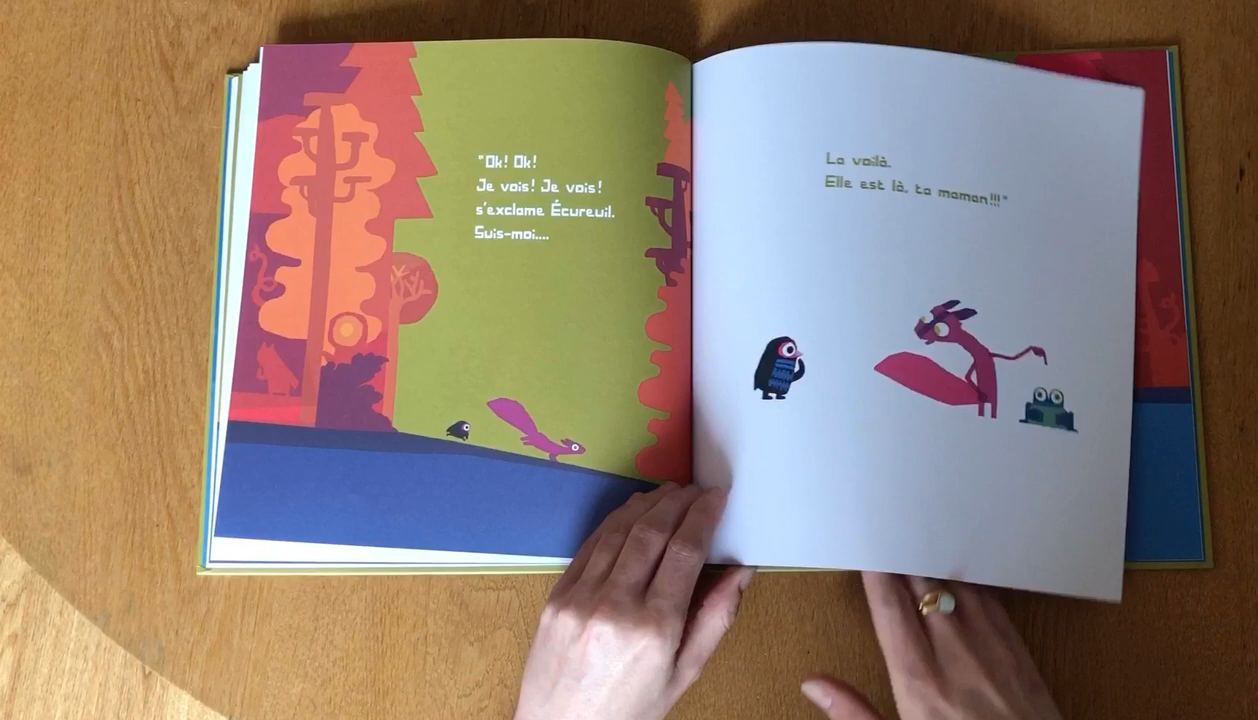 "Ok! Ok!
Je vois! Je vois!
s'exclame Écureuil.
Suis-moi....
La voilà.
Elle est là, ta maman!!!"